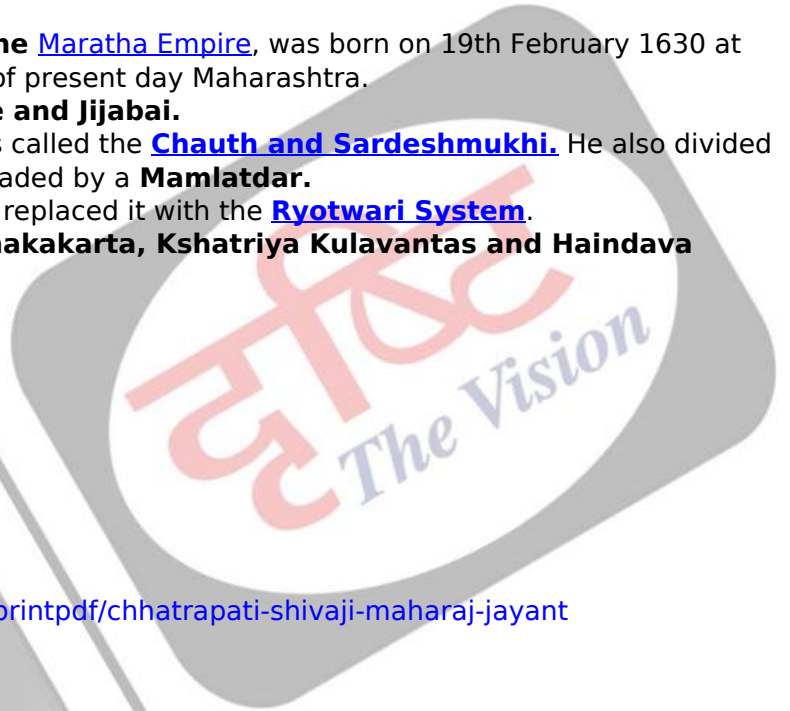 ne Maratha Empire, was born on 19th February 1630 at
of present day Maharashtra.
e and Jijabai.
s called the Chauth and Sardeshmukhi. He also divided
aded by a Mamlatdar.
replaced it with the Ryotwari System.
nakakarta, Kshatriya Kulavantas and Haindava
दृष्टि
The Vision
printpdf/chhatrapati-shivaji-maharaj-jayant